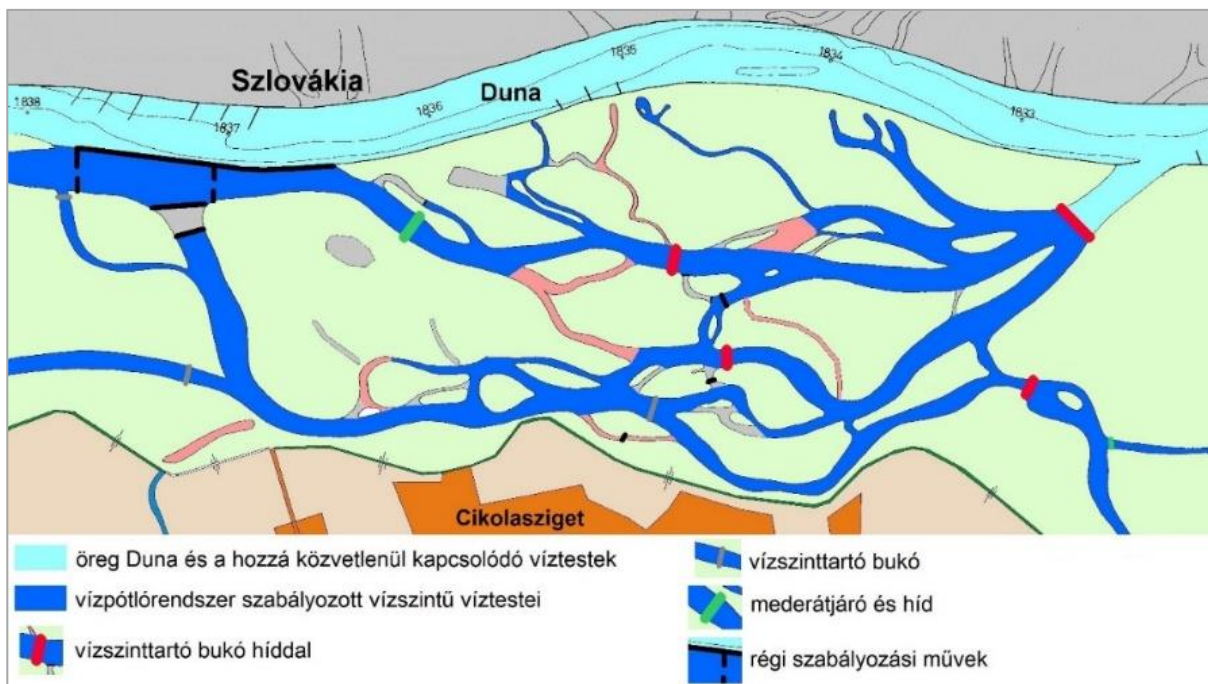 Szlovákia
Duna
1838
1837
1836
1835
1834
1833
Cikolasziget
öreg Duna és a hozzá közvetlenül kapcsolódó víztestek
vízpótlórendszer szabályozott vízszintű víztestei
vízszinttartó bukó híddal
vízszinttartó bukó
mederátjáró és híd
régi szabályozási művek